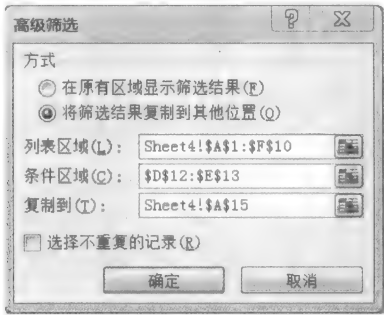 高级筛选
方式
在原有区域显示筛选结果(F)
将筛选结果复制到其他位置(O)
列表区域(L): Sheet4!$A$1:$F$10
条件区域(C): $D$12:$E$13
复制到(T): Sheet4!$A$15
选择不重复的记录(R)
确定 取消